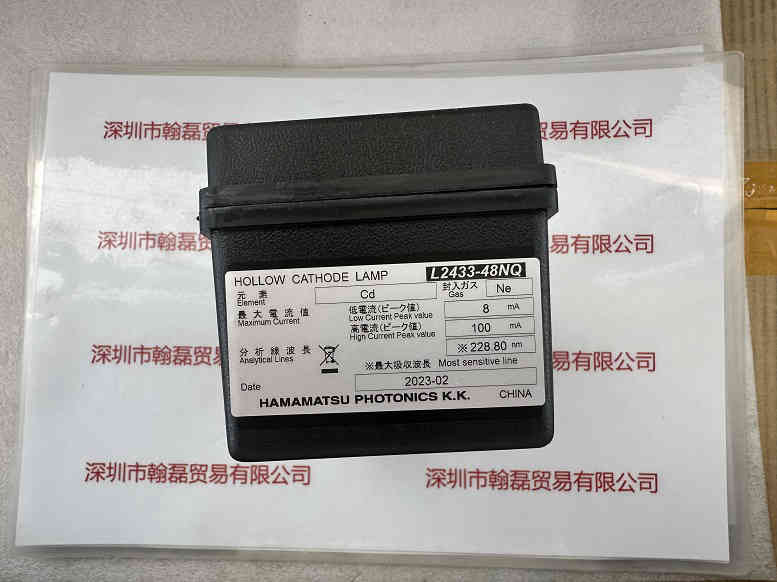 深圳市翰磊贸易有限公司
深圳市翰磊贸易有限公司
深圳市翰磊贸易有限公司
深圳市翰磊贸易有限公司
HOLLOW CATHODE LAMP L2433-48NQ
元素 Cd 封入ガス Ne
Element Gas
最大電流値 低電流(ピーク値) 8 mA
Maximum Current Low Current Peak value
高電流(ピーク値) 100 mA
High Current Peak value
分析線波長 ※228.80 nm
Analytical Lines
※最大吸収波長 Most sensitive line
Date 2023-02
HAMAMATSU PHOTONICS K.K. CHINA
深圳市翰磊贸易有限公司
深圳市翰磊贸易有限公司
深圳市翰磊贸易有限公司
深圳市翰磊贸易有限公司